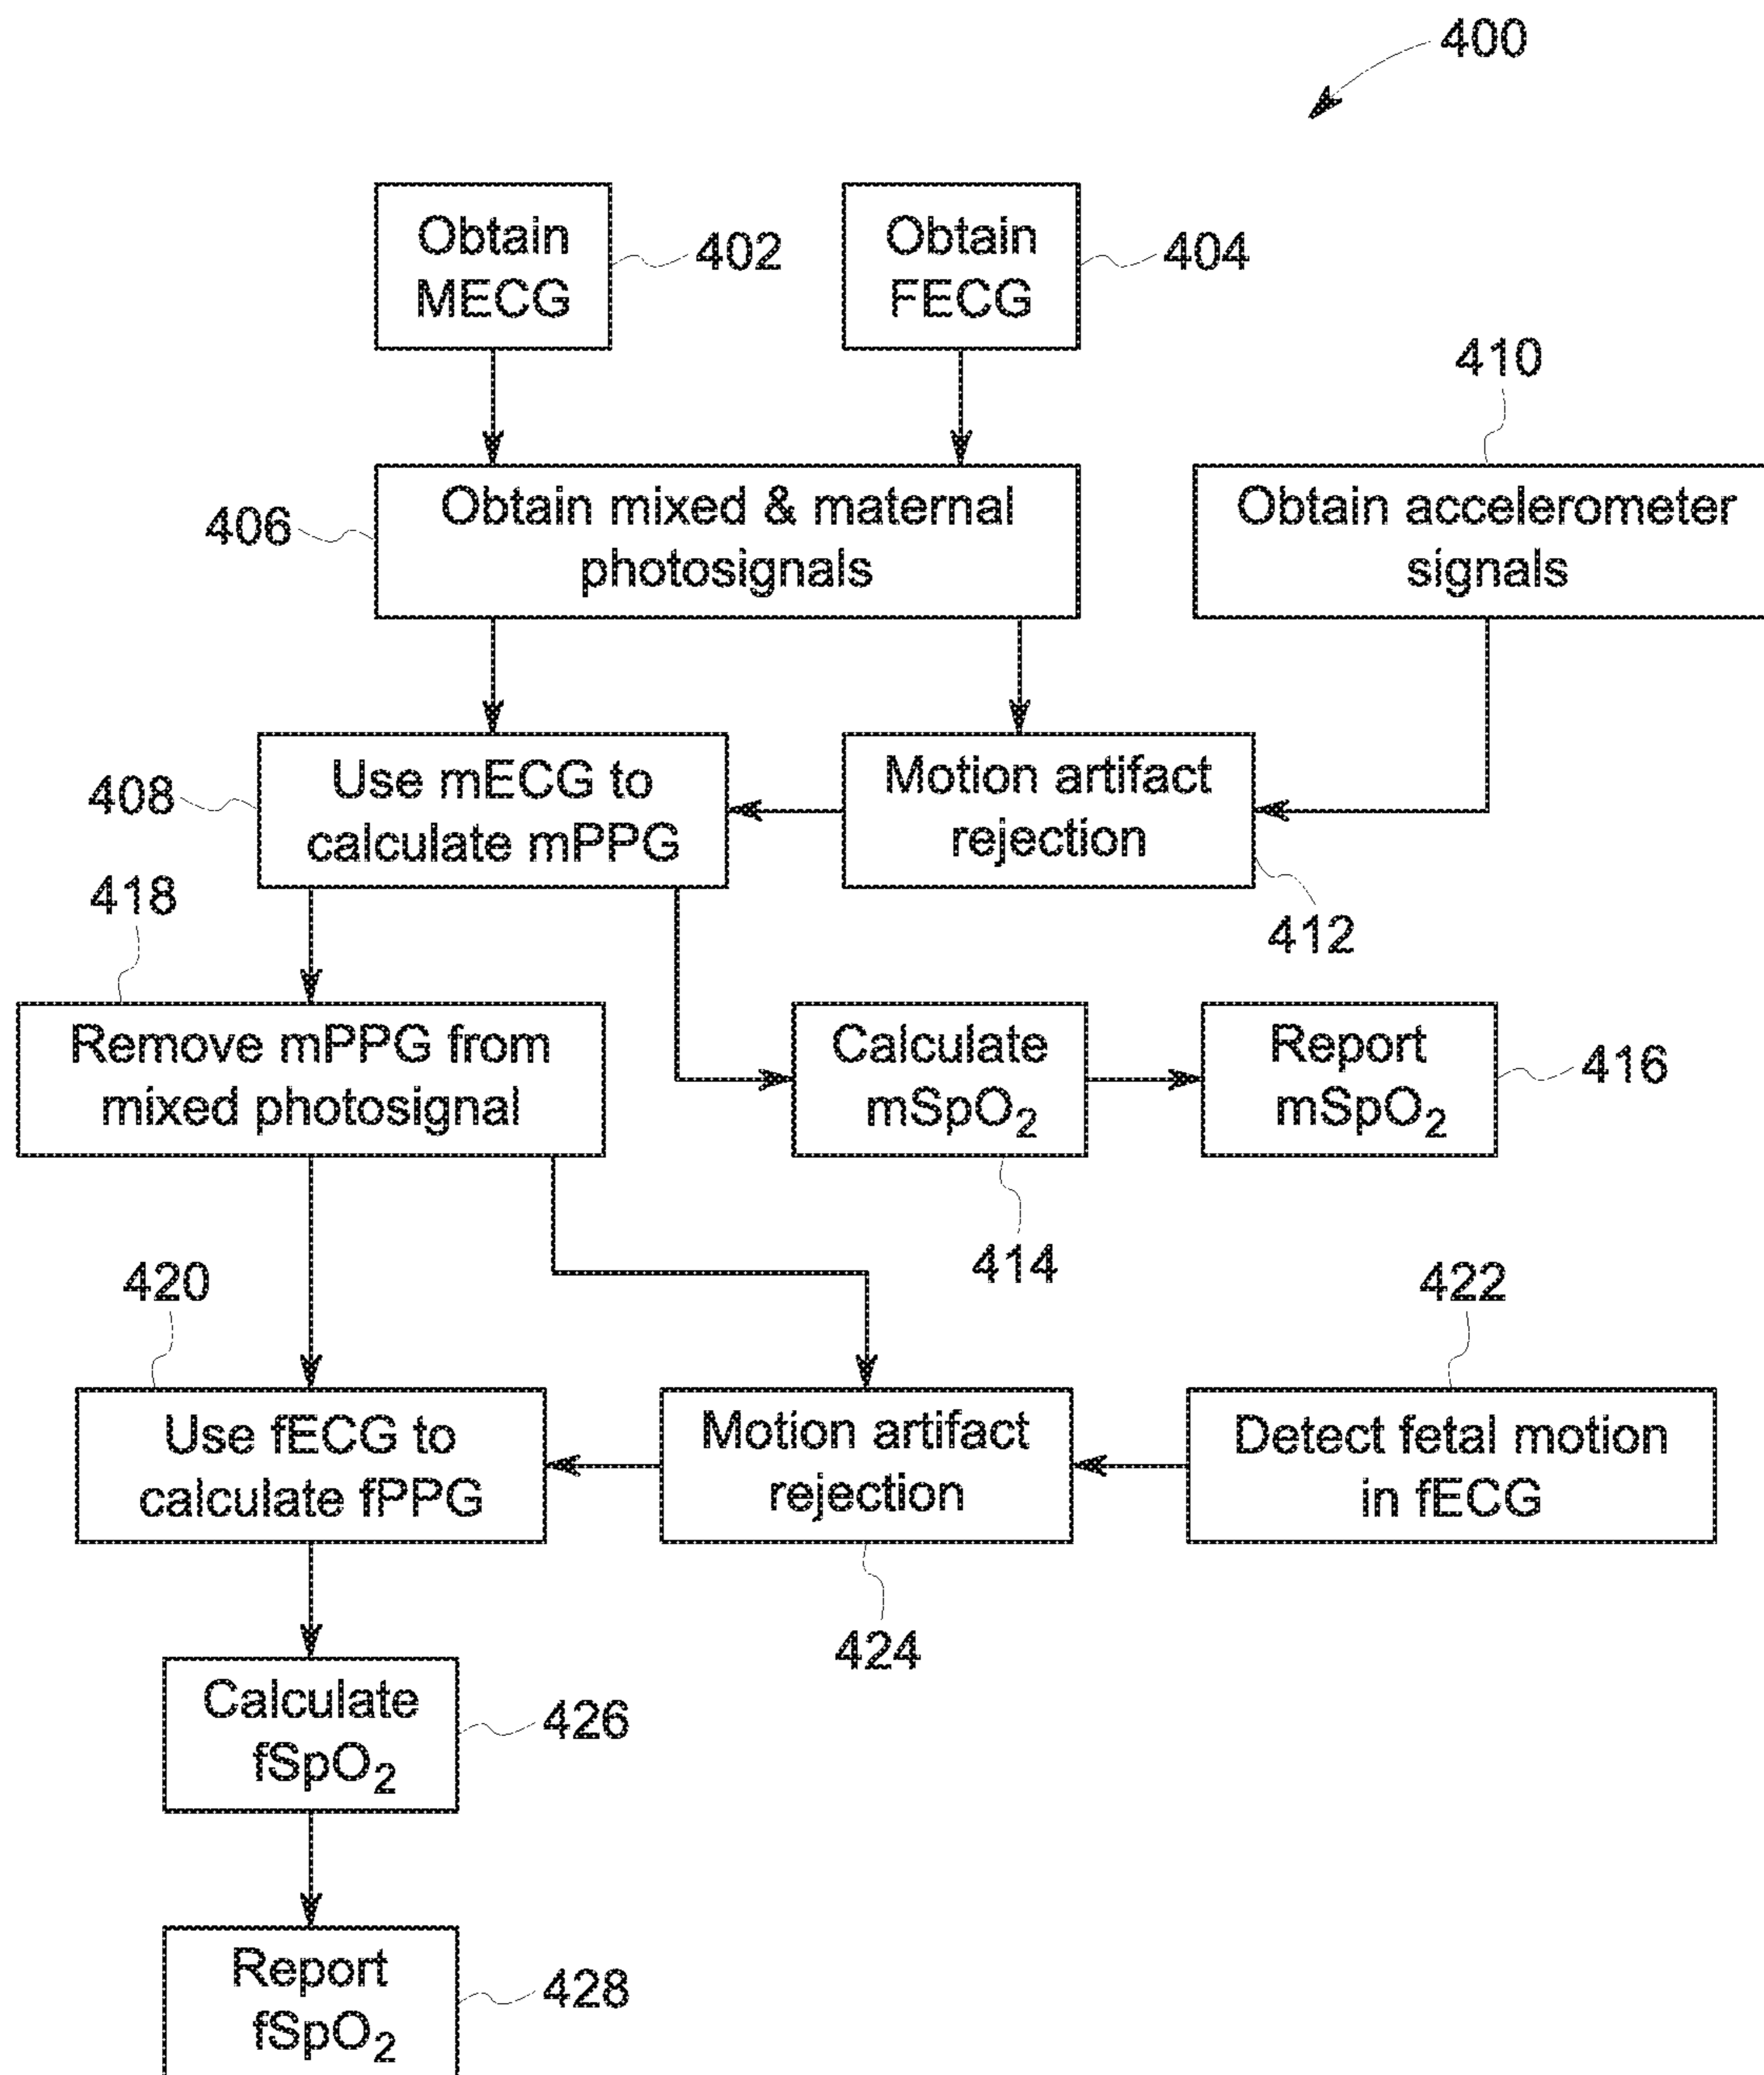 400
Obtain
MECG
402
Obtain
FECG
404
410
Obtain mixed & maternal
photosignals
406
Obtain accelerometer
signals
Use mECG to
calculate mPPG
408
Motion artifact
rejection
412
418
Remove mPPG from
mixed photosignal
Calculate
mSpO₂
414
Report
mSpO₂
416
420
422
Use fECG to
calculate fPPG
Motion artifact
rejection
424
Detect fetal motion
in fECG
Calculate
fSpO₂
426
Report
fSpO₂
428